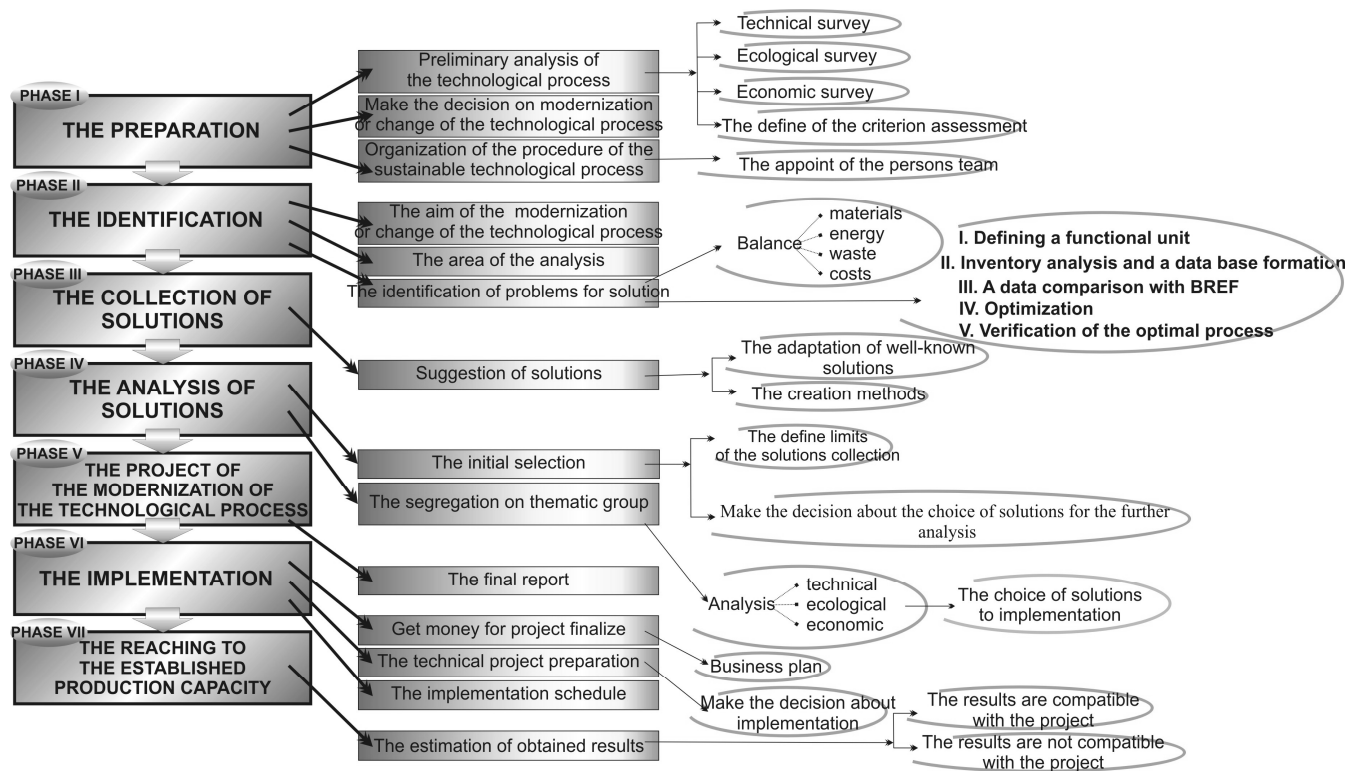 PHASE I
THE PREPARATION
Preliminary analysis of
the technological process
Make the decision on modernization
or change of the technological process
Organization of the procedure of the
sustainable technological process
Technical survey
Ecological survey
Economic survey
The define of the criterion assessment
The appoint of the persons team
PHASE II
THE IDENTIFICATION
The aim of the modernization
or change of the technological process
The area of the analysis
The identification of problems for solution
Balance
materials
energy
waste
costs
I. Defining a functional unit
II. Inventory analysis and a data base formation
III. A data comparison with BREF
IV. Optimization
V. Verification of the optimal process
PHASE III
THE COLLECTION OF
SOLUTIONS
Suggestion of solutions
The adaptation of well-known
solutions
The creation methods
PHASE IV
THE ANALYSIS OF
SOLUTIONS
The initial selection
The segregation on thematic group
The define limits
of the solutions collection
Make the decision about the choice of solutions for the further
analysis
Analysis
technical
ecological
economic
The choice of solutions
to implementation
PHASE V
THE PROJECT OF
THE MODERNIZATION OF
THE TECHNOLOGICAL PROCESS
The final report
PHASE VI
THE IMPLEMENTATION
Get money for project finalize
The technical project preparation
The implementation schedule
Business plan
Make the decision about
implementation
PHASE VII
THE REACHING TO
THE ESTABLISHED
PRODUCTION CAPACITY
The estimation of obtained results
The results are compatible
with the project
The results are not compatible
with the project